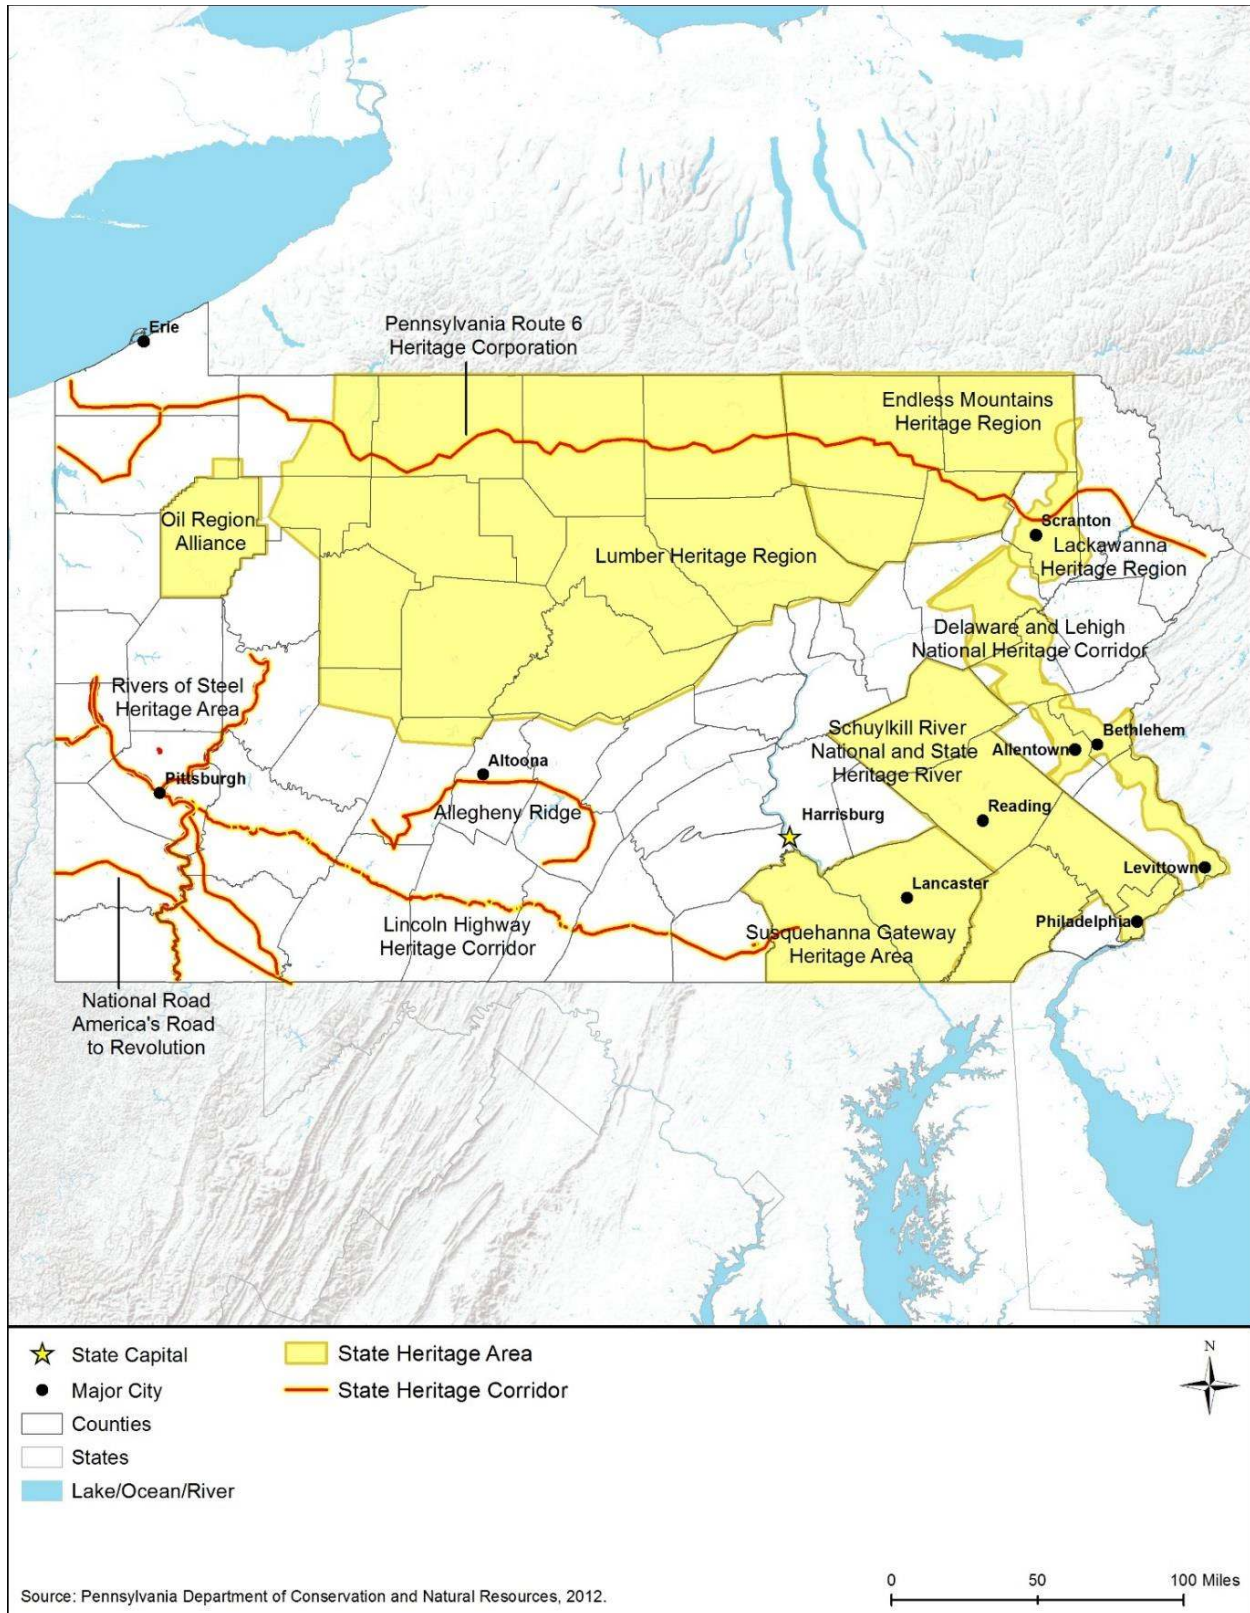 Erie
Pennsylvania Route 6
Heritage Corporation
Endless Mountains
Heritage Region
Oil Region
Alliance
Lumber Heritage Region
Scranton
Lackawanna
Heritage Region
Delaware and Lehigh
National Heritage Corridor
Rivers of Steel
Heritage Area
Schuylkill River
National and State
Heritage River
Bethlehem
Allentown
Altoona
Pittsburgh
Allegheny Ridge
Harrisburg
Reading
Levittown
Lancaster
Philadelphia
Lincoln Highway
Heritage Corridor
Susquehanna Gateway
Heritage Area
National Road
America's Road
to Revolution
State Capital
Major City
Counties
States
Lake/Ocean/River
State Heritage Area
State Heritage Corridor
N
0 50 100 Miles
Source: Pennsylvania Department of Conservation and Natural Resources, 2012.